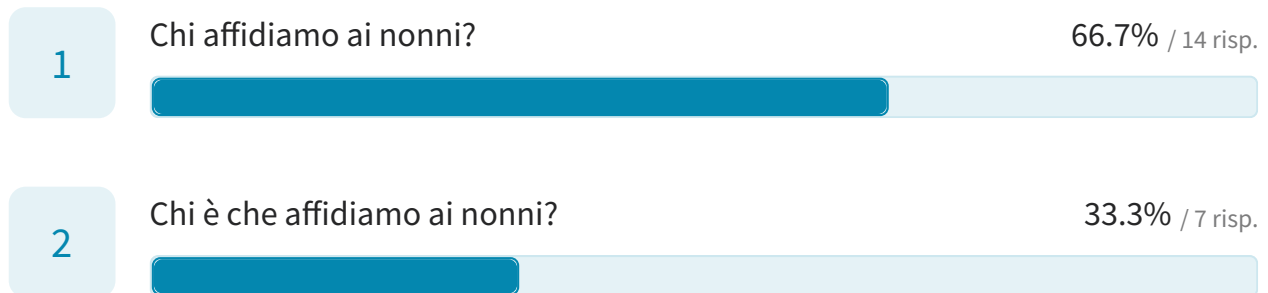 1
Chi affidiamo ai nonni?
66.7% / 14 risp.
2
Chi è che affidiamo ai nonni?
33.3% / 7 risp.